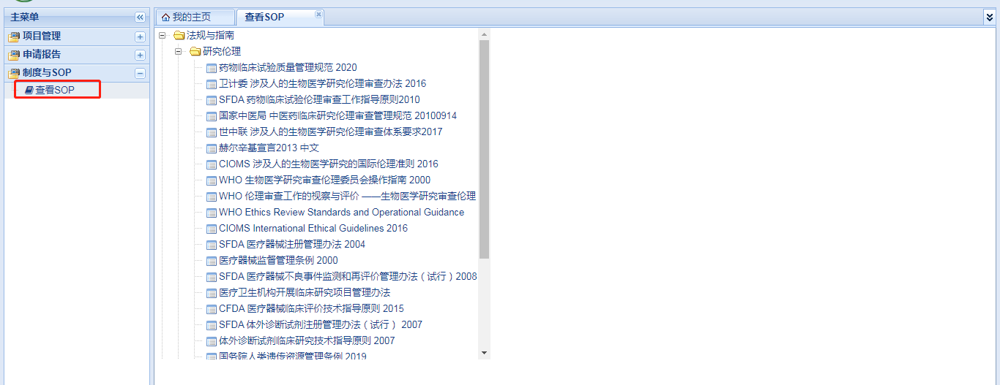 主菜单
项目管理
申请报告
制度与SOP
查看SOP
我的主页
查看SOP
法规与指南
研究伦理
药物临床试验质量管理规范 2020
卫计委 涉及人的生物医学研究伦理审查办法 2016
SFDA 药物临床试验伦理审查工作指导原则2010
国家中医局 中医药临床研究伦理审查管理规范 20100914
世中联 涉及人的生物医学研究伦理审查体系要求2017
赫尔辛基宣言2013 中文
CIOMS 涉及人的生物医学研究的国际伦理准则 2016
WHO 生物医学研究审查伦理委员会操作指南 2000
WHO 伦理审查工作的视察与评价 ——生物医学研究审查伦理
WHO Ethics Review Standards and Operational Guidance
CIOMS International Ethical Guidelines 2016
SFDA 医疗器械注册管理办法 2004
医疗器械监督管理条例 2000
SFDA 医疗器械不良事件监测和再评价管理办法（试行）2008
医疗卫生机构开展临床研究项目管理办法
CFDA 医疗器械临床评价技术指导原则 2015
SFDA 体外诊断试剂注册管理办法（试行） 2007
体外诊断试剂临床研究技术指导原则 2007
国务院人类遗传资源管理条例 2019